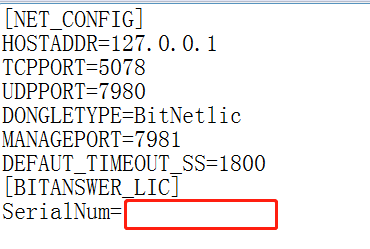 [NET_CONFIG]
HOSTADDR=127.0.0.1
TCPPORT=5078
UDPPORT=7980
DONGLETYPE=BitNetlic
MANAGEPORT=7981
DEFAUT_TIMEOUT_SS=1800
[BITANSWER_LIC]
SerialNum=